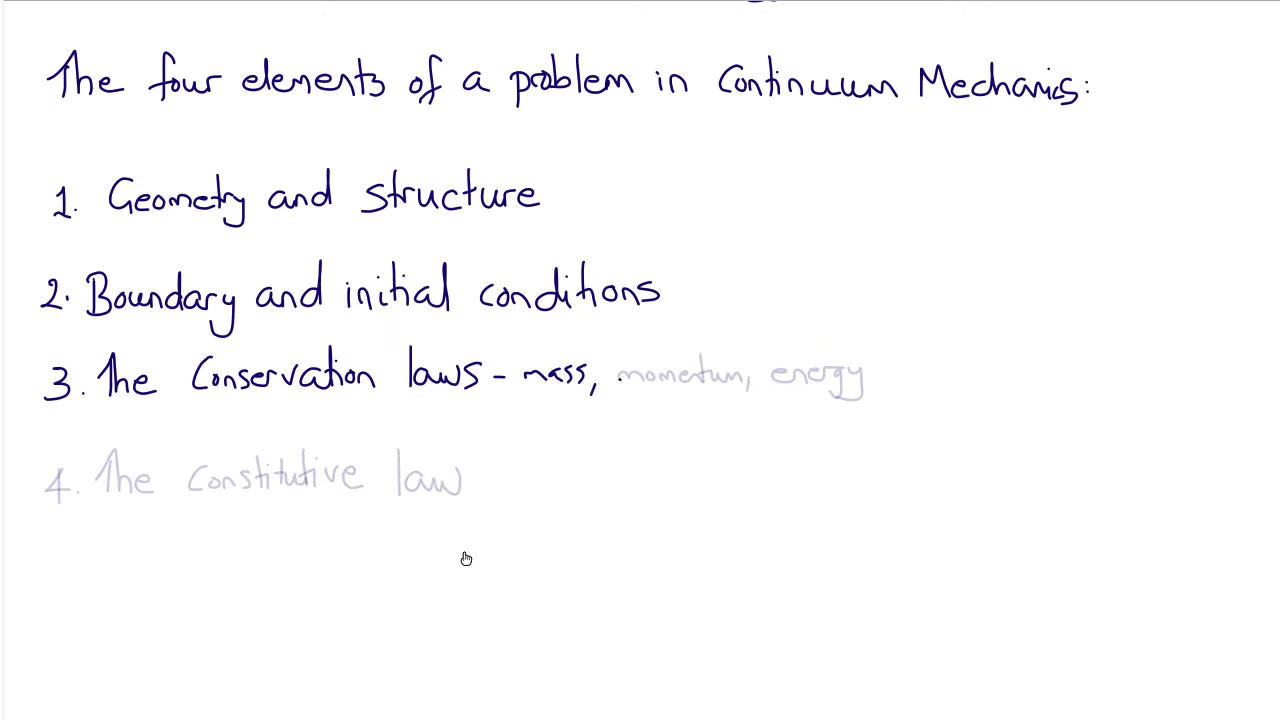 The four elements of a problem in Continuum Mechanics:
1. Geometry and structure
2. Boundary and initial conditions
3. The Conservation laws - mass, momentum, energy
4. The Constitutive law